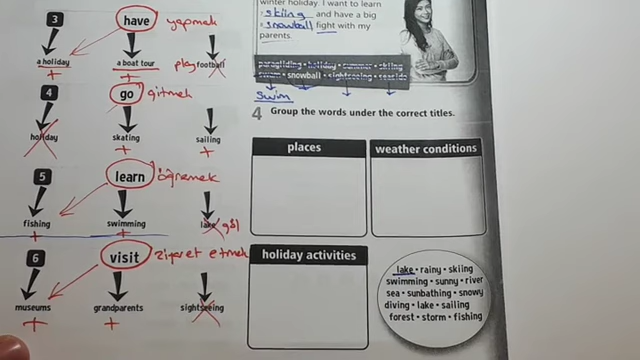 3
have yapmak
a holiday a boat tour play football
+ +
4
go gitmek
holiday skating sailing
+ +
5
learn öğremek
fishing swimming lake göl
+ +
6
visit ziyaret etmek
museums grandparents sightseeing
+ +
winter holiday. I want to learn
skiing and have a big
snowball fight with my
parents.
paragliding • holiday • summer • skiing
swim • snowball • sightseeing • seaside
swim
4 Group the words under the correct titles.
places
weather conditions
holiday activities
lake • rainy • skiing
swimming • sunny • river
sea • sunbathing • snowy
diving • lake • sailing
forest • storm • fishing